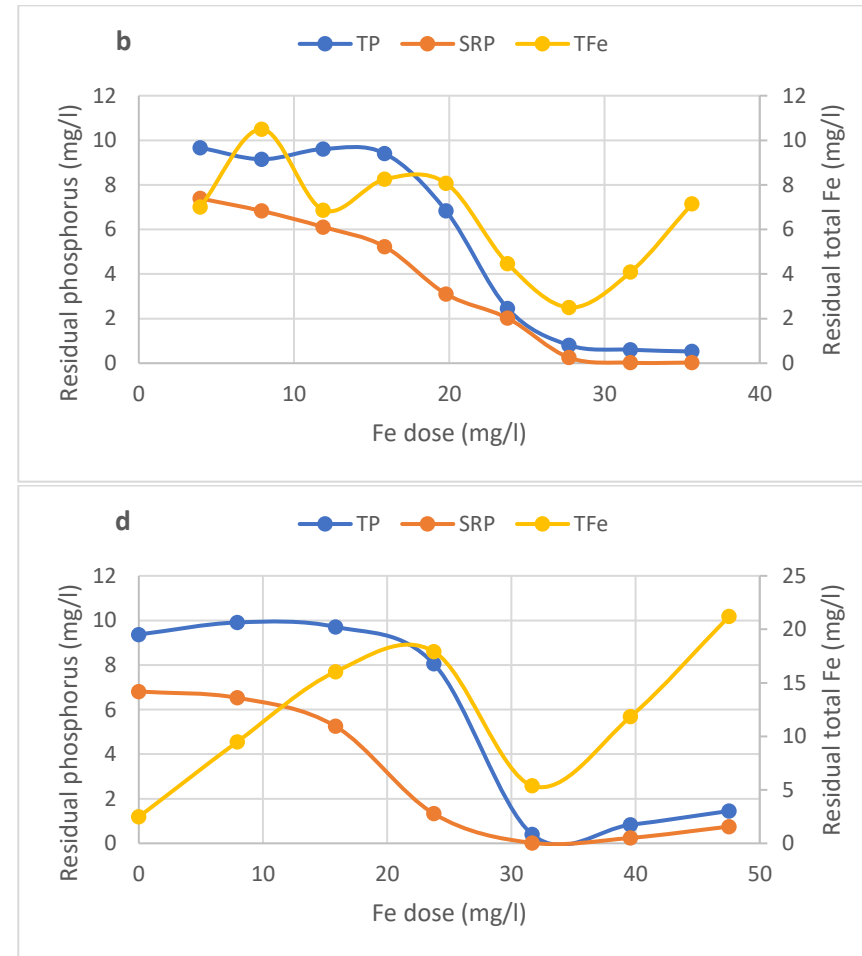 b
TP SRP TFe
Residual phosphorus (mg/l)
12
10
8
6
4
2
0
12
10
8
6
4
2
0
Residual total Fe (mg/l)
0 10 20 30 40
Fe dose (mg/l)
d
TP SRP TFe
Residual phosphorus (mg/l)
12
10
8
6
4
2
0
25
20
15
10
5
0
Residual total Fe (mg/l)
0 10 20 30 40 50
Fe dose (mg/l)